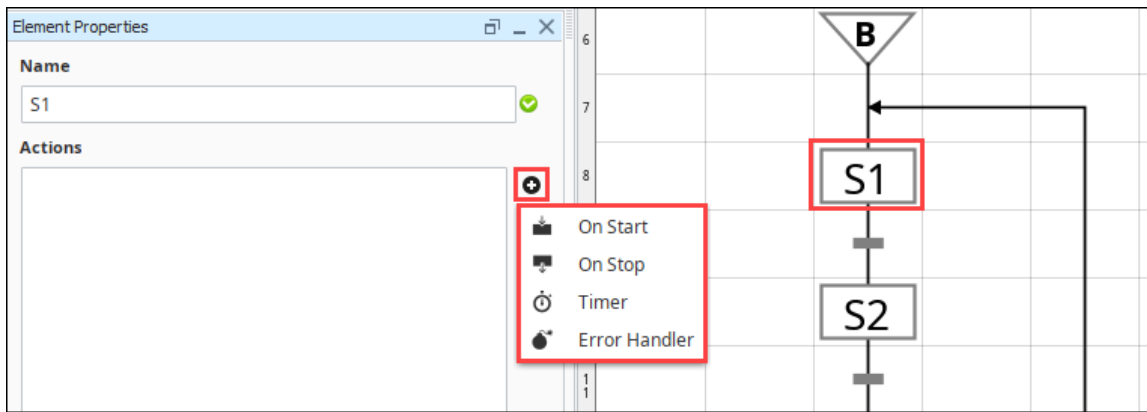 Element Properties
Name
S1
Actions
On Start
On Stop
Timer
Error Handler
6
7
8
1
1
B
S1
S2